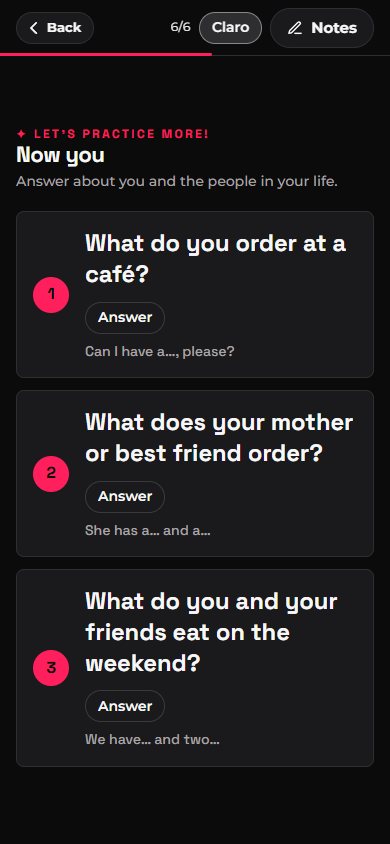 Back
6/6
Claro
Notes
✦ LET'S PRACTICE MORE!
Now you
Answer about you and the people in your life.
1
What do you order at a
café?
Answer
Can I have a..., please?
2
What does your mother
or best friend order?
Answer
She has a... and a...
3
What do you and your
friends eat on the
weekend?
Answer
We have... and two...